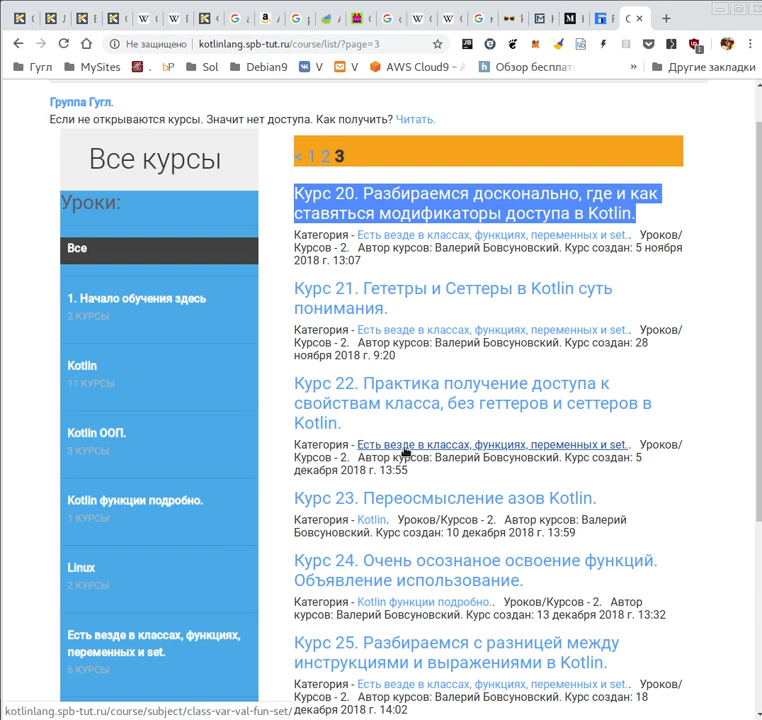 Не защищено | kotlinlang.spb-tut.ru/course/list/?page=3
Гугл MySites . bP Sol Debian9 V V AWS Cloud9 – Обзор бесплат » Другие закладки
Группа Гугл.
Если не открываются курсы. Значит нет доступа. Как получить? Читать.
Все курсы
Уроки:
Все
1. Начало обучения здесь
2 КУРСЫ
Kotlin
11 КУРСЫ
Kotlin ООП.
3 КУРСЫ
Kotlin функции подробно.
1 КУРСЫ
Linux
2 КУРСЫ
Есть везде в классах, функциях,
переменных и set.
6 КУРСЫ
< 1 2 3
Курс 20. Разбираемся досконально, где и как
ставяться модификаторы доступа в Kotlin.
Категория - Есть везде в классах, функциях, переменных и set.. Уроков/
Курсов - 2. Автор курсов: Валерий Бовсуновский. Курс создан: 5 ноября
2018 г. 13:07
Курс 21. Гететры и Сеттеры в Kotlin суть
понимания.
Категория - Есть везде в классах, функциях, переменных и set.. Уроков/
Курсов - 2. Автор курсов: Валерий Бовсуновский. Курс создан: 28
ноября 2018 г. 9:20
Курс 22. Практика получение доступа к
свойствам класса, без геттеров и сеттеров в
Kotlin.
Категория - Есть везде в классах, функциях, переменных и set.. Уроков/
Курсов - 2. Автор курсов: Валерий Бовсуновский. Курс создан: 5
декабря 2018 г. 13:55
Курс 23. Переосмысление азов Kotlin.
Категория - Kotlin. Уроков/Курсов - 2. Автор курсов: Валерий
Бовсуновский. Курс создан: 10 декабря 2018 г. 13:59
Курс 24. Очень осознаное освоение функций.
Объявление использование.
Категория - Kotlin функции подробно.. Уроков/Курсов - 2. Автор
курсов: Валерий Бовсуновский. Курс создан: 13 декабря 2018 г. 13:32
Курс 25. Разбираемся с разницей между
инструкциями и выражениями в Kotlin.
Категория - Есть везде в классах, функциях, переменных и set.. Уроков/
Курсов - 2. Автор курсов: Валерий Бовсуновский. Курс создан: 18
декабря 2018 г. 14:02
kotlinlang.spb-tut.ru/course/subject/class-var-val-fun-set/